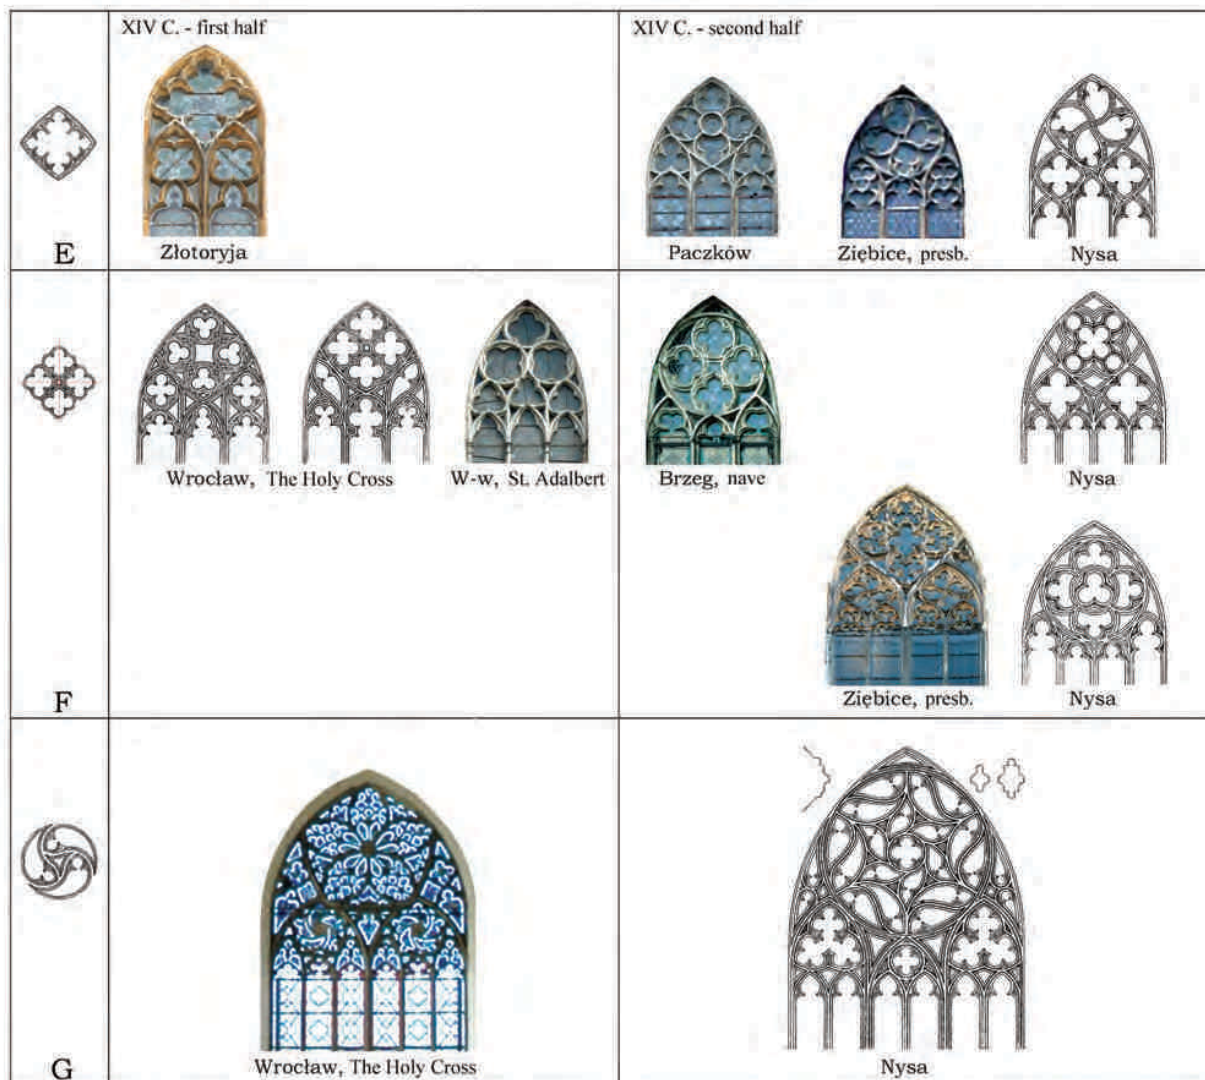 XIV C. - first half
XIV C. - second half
E
Złotoryja
Paczków
Ziębice, presb.
Nysa
Wrocław, The Holy Cross
W-w, St. Adalbert
Brzeg, nave
Nysa
F
Ziębice, presb.
Nysa
G
Wrocław, The Holy Cross
Nysa